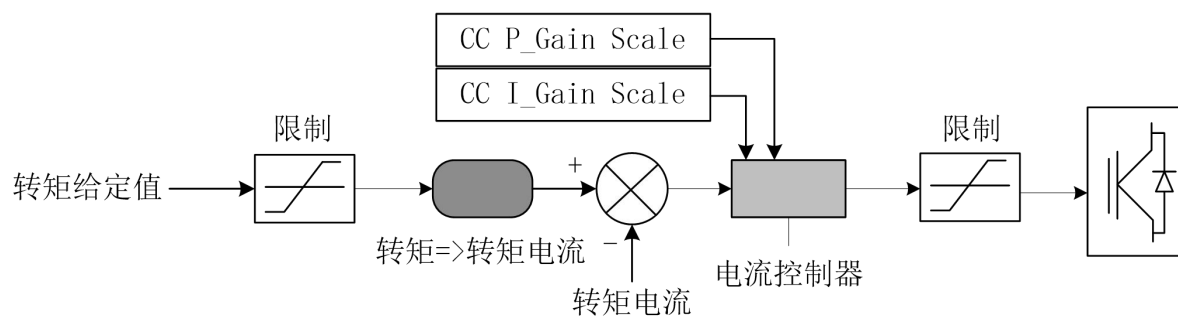 CC P_Gain Scale
CC I_Gain Scale
限制
限制
转矩给定值
+
转矩=>转矩电流
−
电流控制器
转矩电流